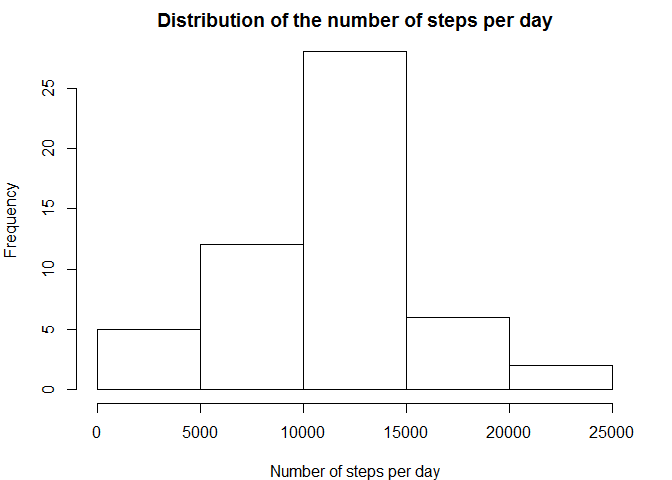 Distribution of the number of steps per day
Frequency
25
20
15
10
5
0
0 5000 10000 15000 20000 25000
Number of steps per day